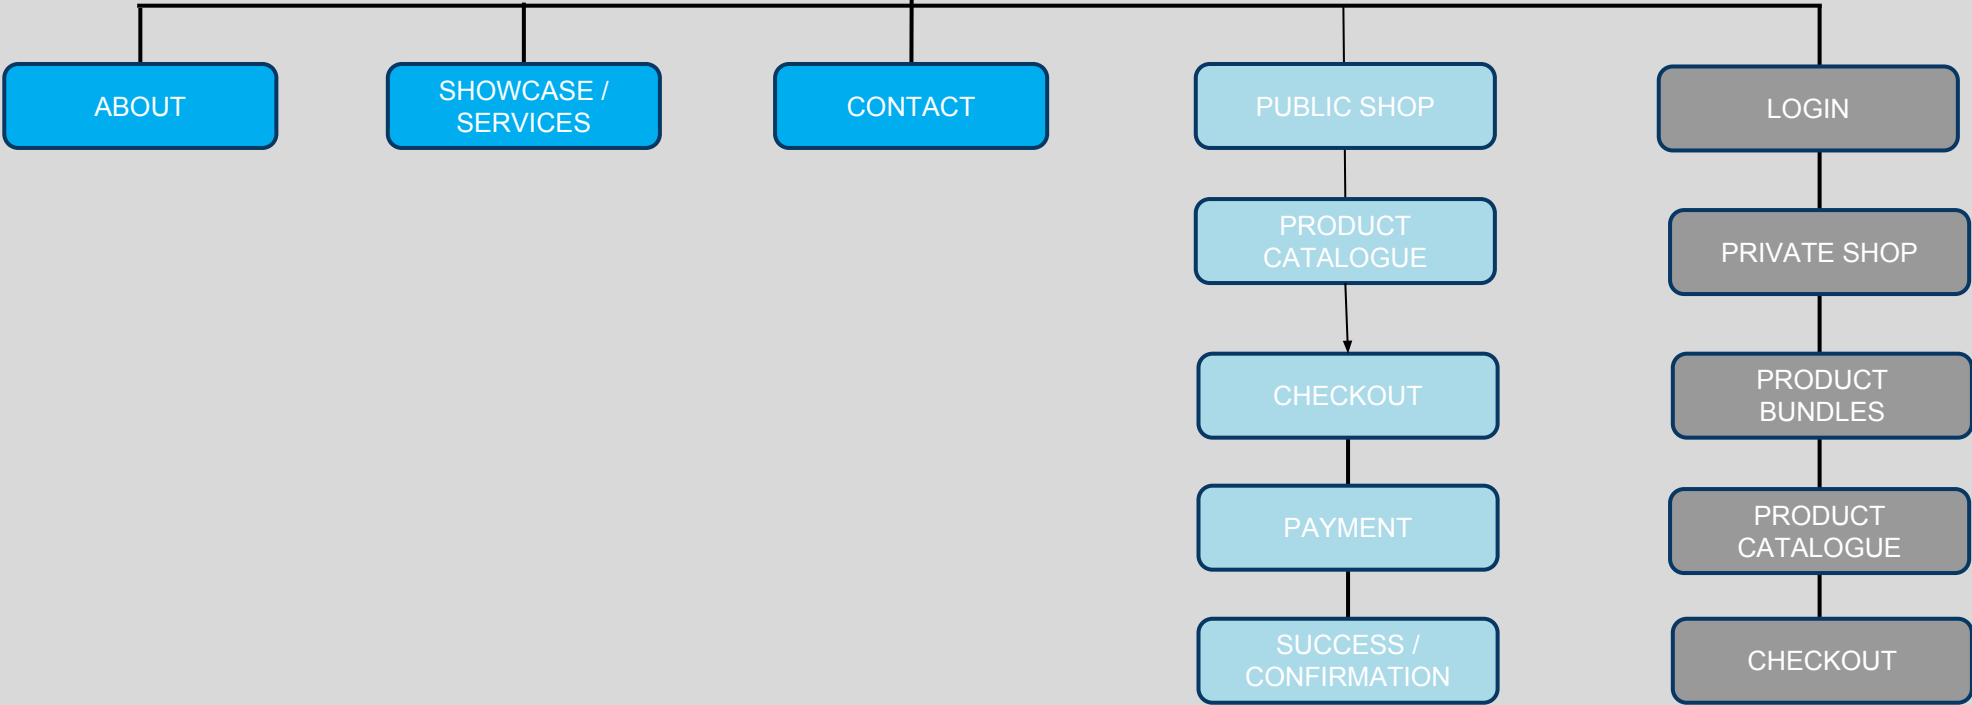 ABOUT
SHOWCASE /
SERVICES
CONTACT
PUBLIC SHOP
LOGIN
PRODUCT
CATALOGUE
PRIVATE SHOP
CHECKOUT
PRODUCT
BUNDLES
PAYMENT
PRODUCT
CATALOGUE
SUCCESS /
CONFIRMATION
CHECKOUT